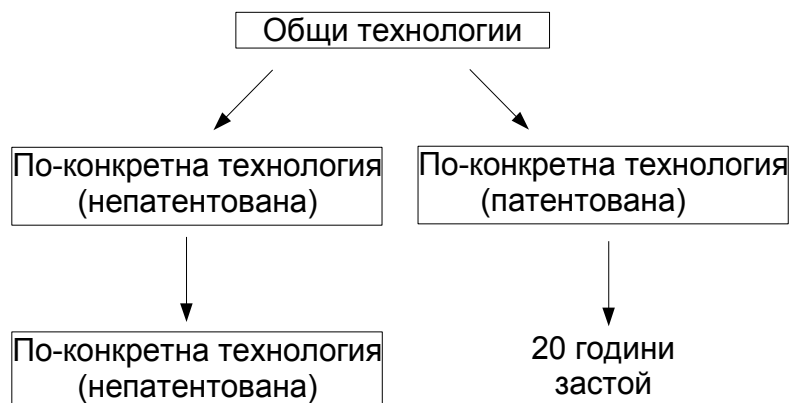 Общи технологии
По-конкретна технология
(непатентована)
По-конкретна технология
(патентована)
По-конкретна технология
(непатентована)
20 години
застой